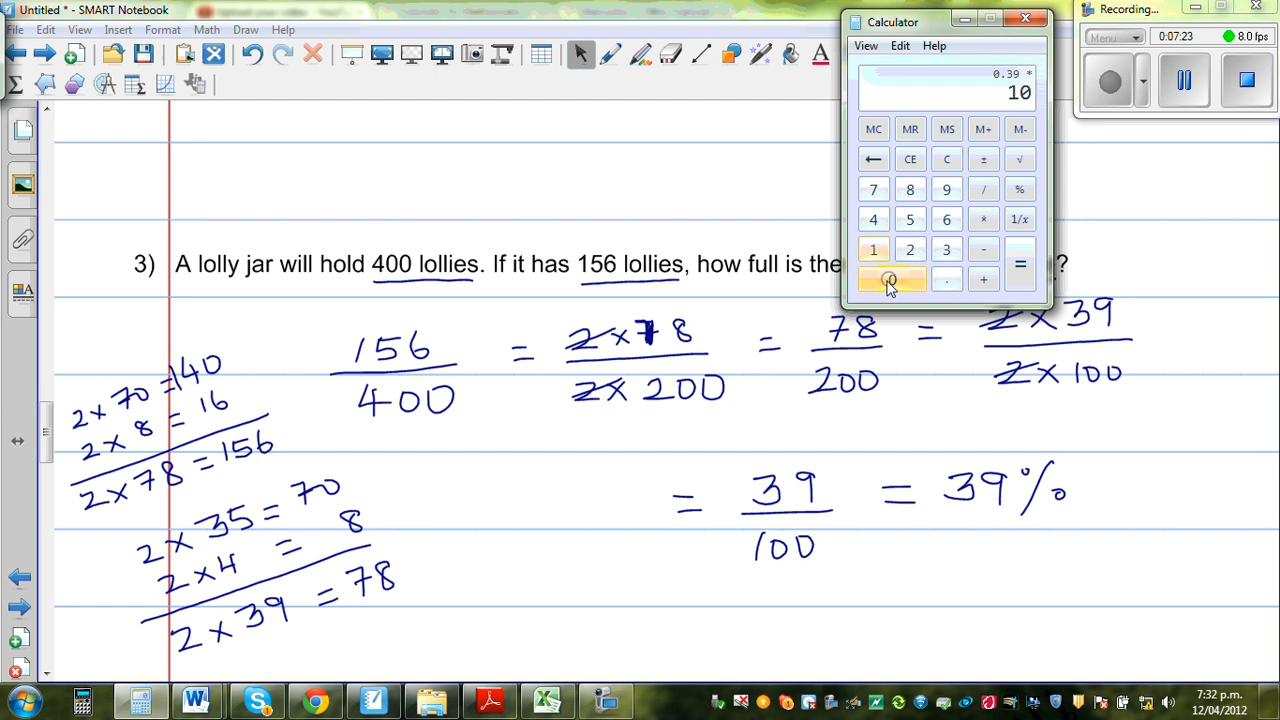 Untitled * - SMART Notebook
File Edit View Insert Format Math Draw Help
Calculator
View Edit Help
0.39 *
10
MC MR MS M+ M-
← CE C ± √
7 8 9 / %
4 5 6 * 1/x
1 2 3 - =
0 . +
Recording...
Menu 0:07:23 8.0 fps
3) A lolly jar will hold 400 lollies. If it has 156 lollies, how full is the ?
156/400 = 2×78/2×200 = 78/200 = 2×39/2×100
= 39/100 = 39%
2×70=140
2×8=16
2×78=156
2×35=70
2×4=8
2×39=78
7:32 p.m.
12/04/2012